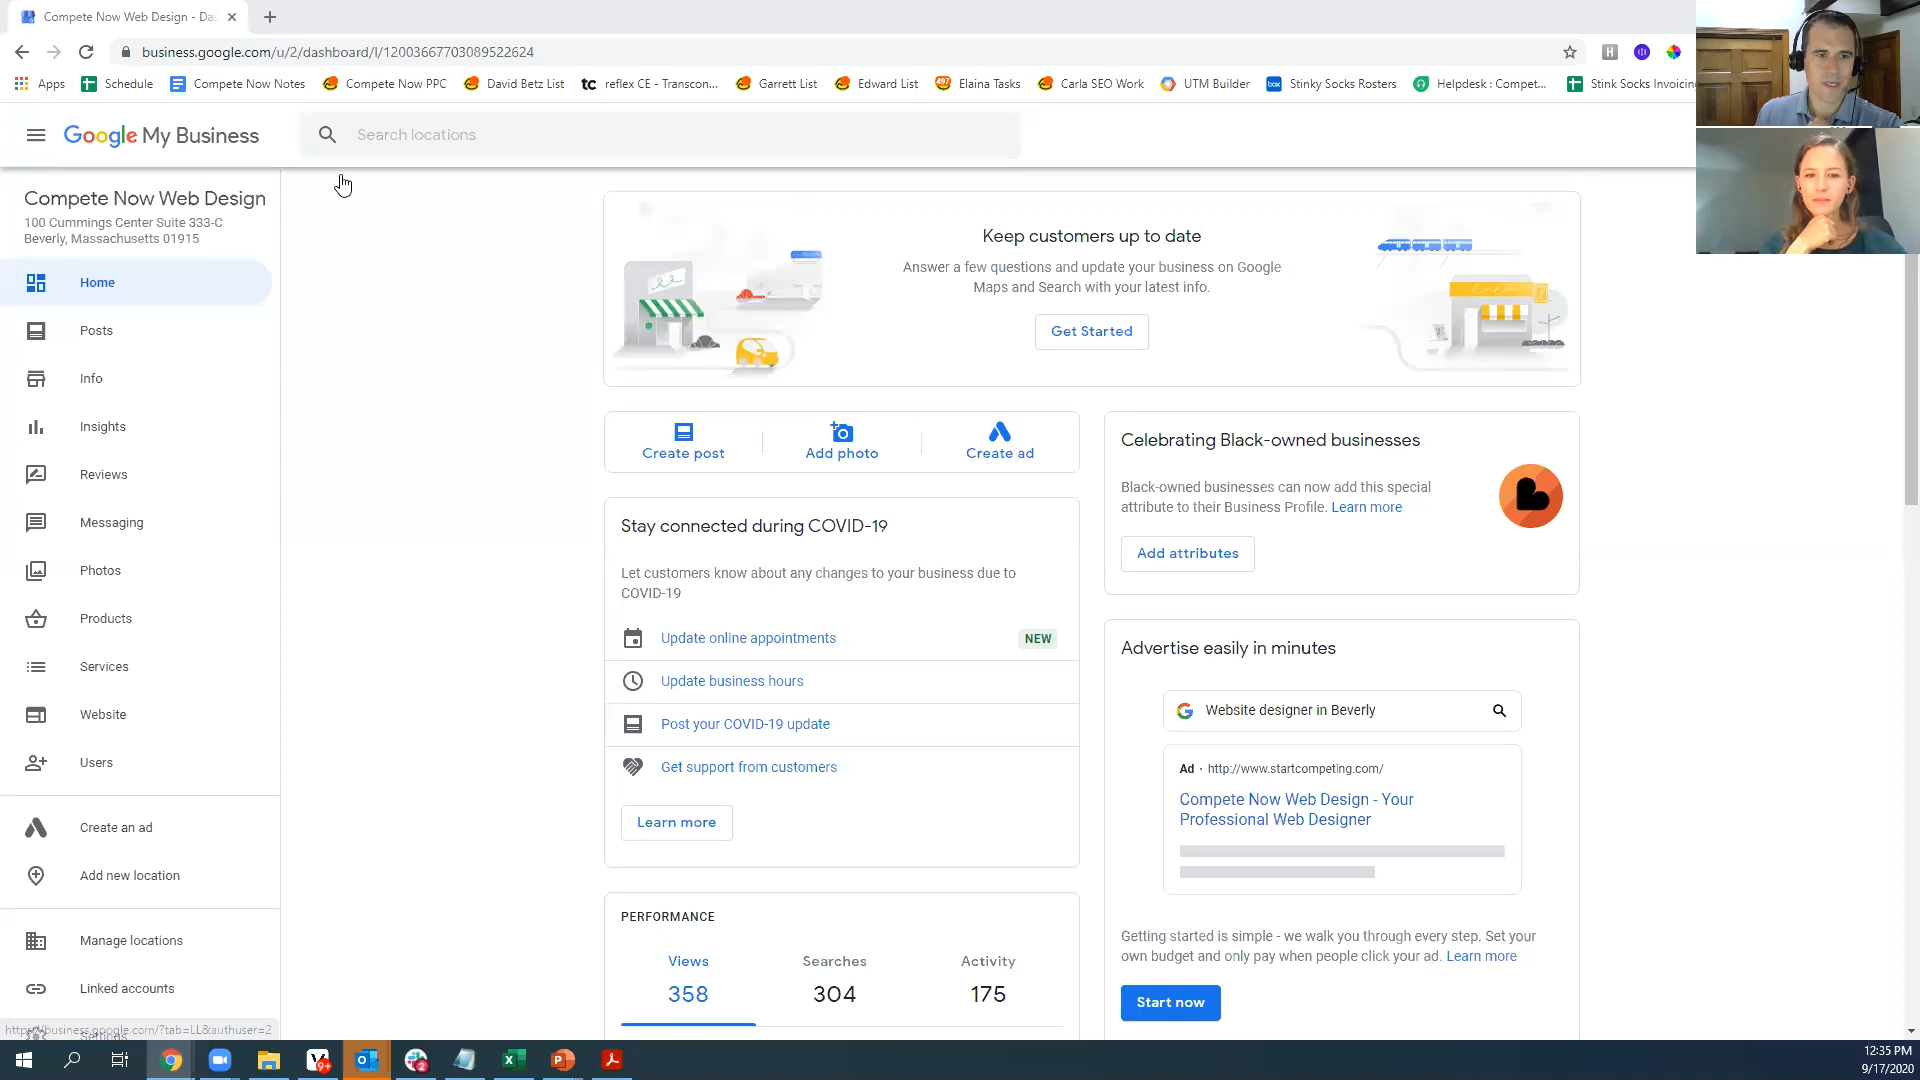 Compete Now Web Design - Das
business.google.com/u/2/dashboard/l/12003667703089522624
Apps Schedule Compete Now Notes Compete Now PPC David Betz List reflex CE - Transcon... Garrett List Edward List Elaina Tasks Carla SEO Work UTM Builder Stinky Socks Rosters Helpdesk : Compet... Stink Socks Invoicing
Google My Business
Search locations
Compete Now Web Design
100 Cummings Center Suite 333-C
Beverly, Massachusetts 01915
Home
Posts
Info
Insights
Reviews
Messaging
Photos
Products
Services
Website
Users
Create an ad
Add new location
Manage locations
Linked accounts
Settings
https://business.google.com/?tab=LL&authuser=2
Keep customers up to date
Answer a few questions and update your business on Google
Maps and Search with your latest info.
Get Started
Create post
Add photo
Create ad
Stay connected during COVID-19
Let customers know about any changes to your business due to
COVID-19
Update online appointments NEW
Update business hours
Post your COVID-19 update
Get support from customers
Learn more
PERFORMANCE
Views Searches Activity
358 304 175
Celebrating Black-owned businesses
Black-owned businesses can now add this special
attribute to their Business Profile. Learn more
Add attributes
Advertise easily in minutes
Website designer in Beverly
Ad · http://www.startcompeting.com/
Compete Now Web Design - Your
Professional Web Designer
Getting started is simple - we walk you through every step. Set your
own budget and only pay when people click your ad. Learn more
Start now
12:35 PM
9/17/2020